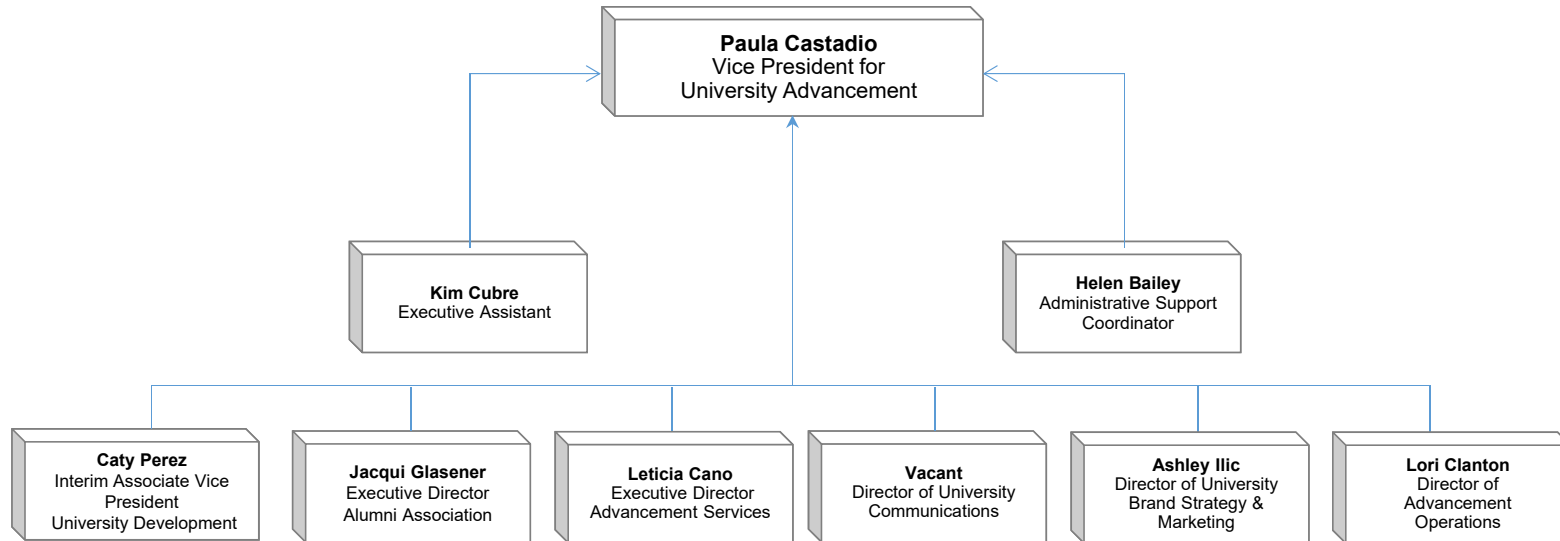 Paula Castadio
Vice President for
University Advancement
Kim Cubre
Executive Assistant
Helen Bailey
Administrative Support
Coordinator
Caty Perez
Interim Associate Vice
President
University Development
Jacqui Glasener
Executive Director
Alumni Association
Leticia Cano
Executive Director
Advancement Services
Vacant
Director of University
Communications
Ashley Ilic
Director of University
Brand Strategy &
Marketing
Lori Clanton
Director of
Advancement
Operations